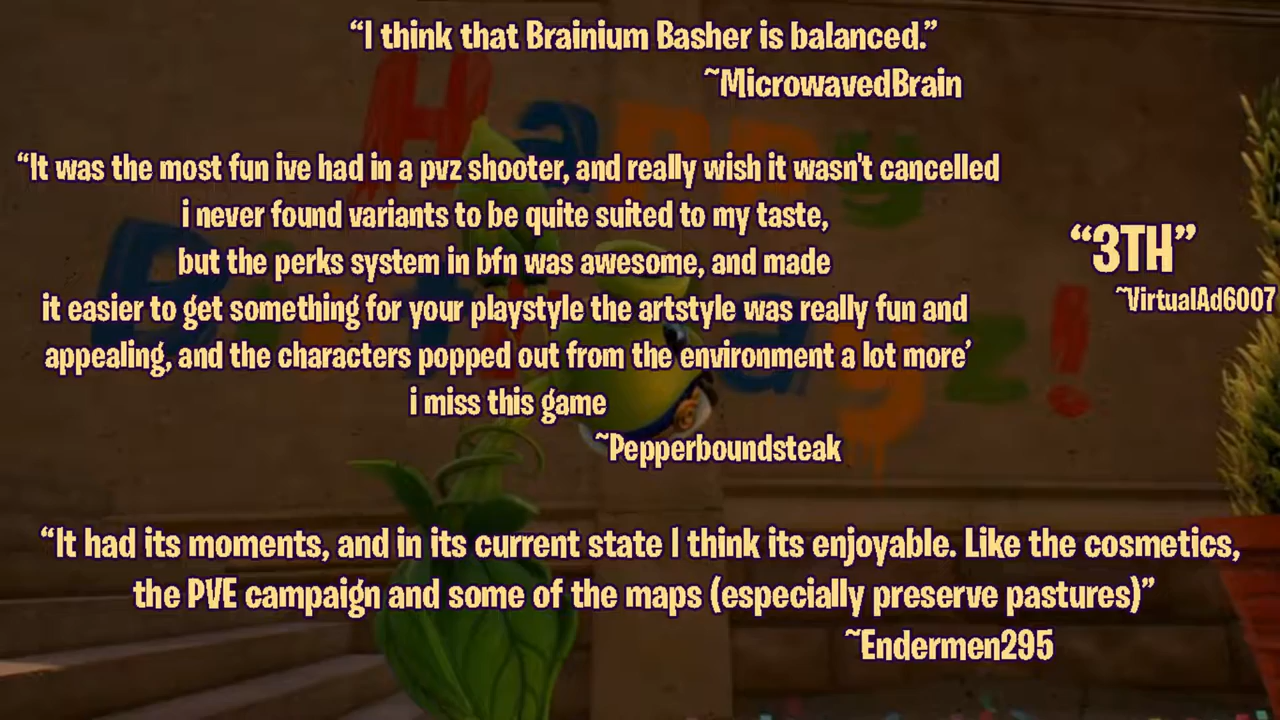 “I think that Brainium Basher is balanced.”
~MicrowavedBrain
“It was the most fun ive had in a pvz shooter, and really wish it wasn't cancelled
i never found variants to be quite suited to my taste,
but the perks system in bfn was awesome, and made
it easier to get something for your playstyle the artstyle was really fun and
appealing, and the characters popped out from the environment a lot more’
i miss this game
~Pepperboundsteak
“3TH”
~VirtualAd6007
“It had its moments, and in its current state I think its enjoyable. Like the cosmetics,
the PVE campaign and some of the maps (especially preserve pastures)”
~Endermen295
Happy
Birthdayz!